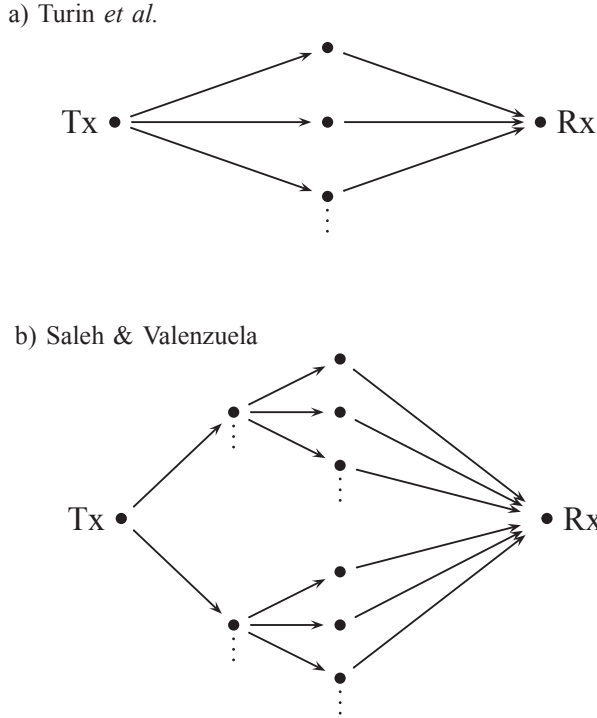 a) Turin et al.
Tx Rx
b) Saleh & Valenzuela
Tx Rx